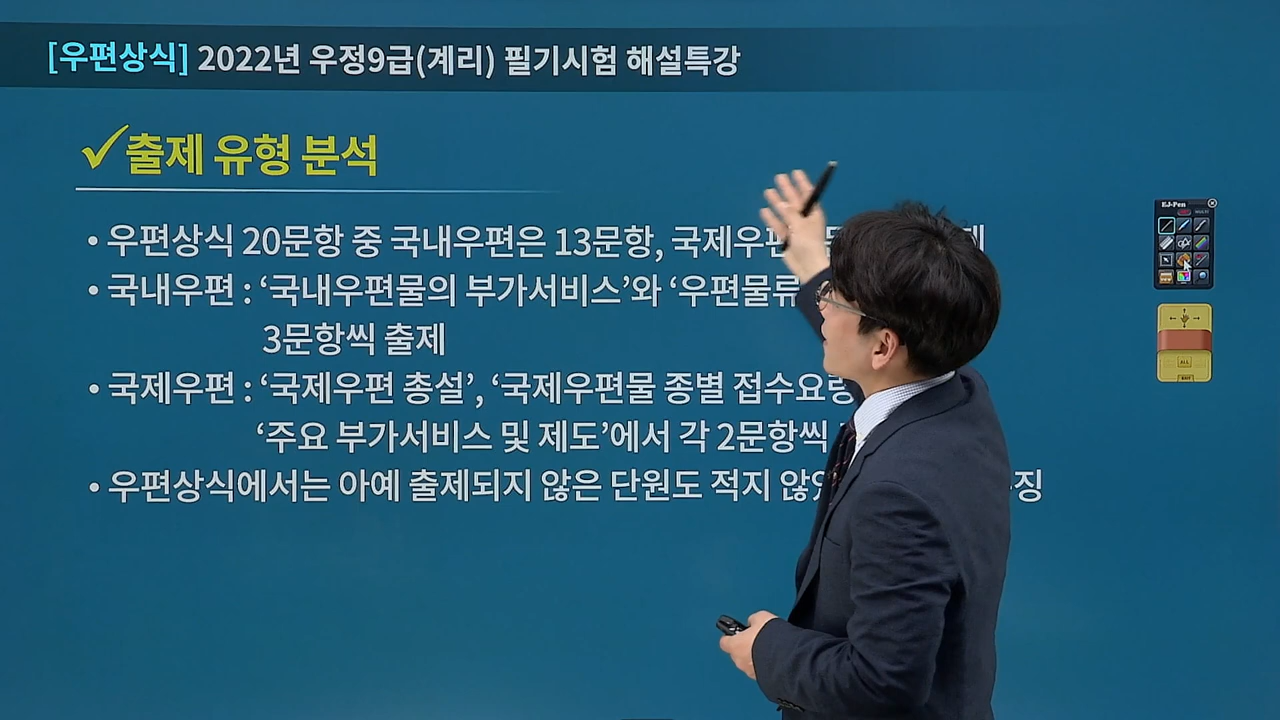 [우편상식] 2022년 우정9급(계리) 필기시험 해설특강
✓출제 유형 분석
• 우편상식 20문항 중 국내우편은 13문항, 국제우편
• 국내우편 : ‘국내우편물의 부가서비스’와 ‘우편물류
3문항씩 출제
• 국제우편 : ‘국제우편 총설’, ‘국제우편물 종별 접수요령
‘주요 부가서비스 및 제도’에서 각 2문항씩
• 우편상식에서는 아예 출제되지 않은 단원도 적지
EJ-Pen
ALL